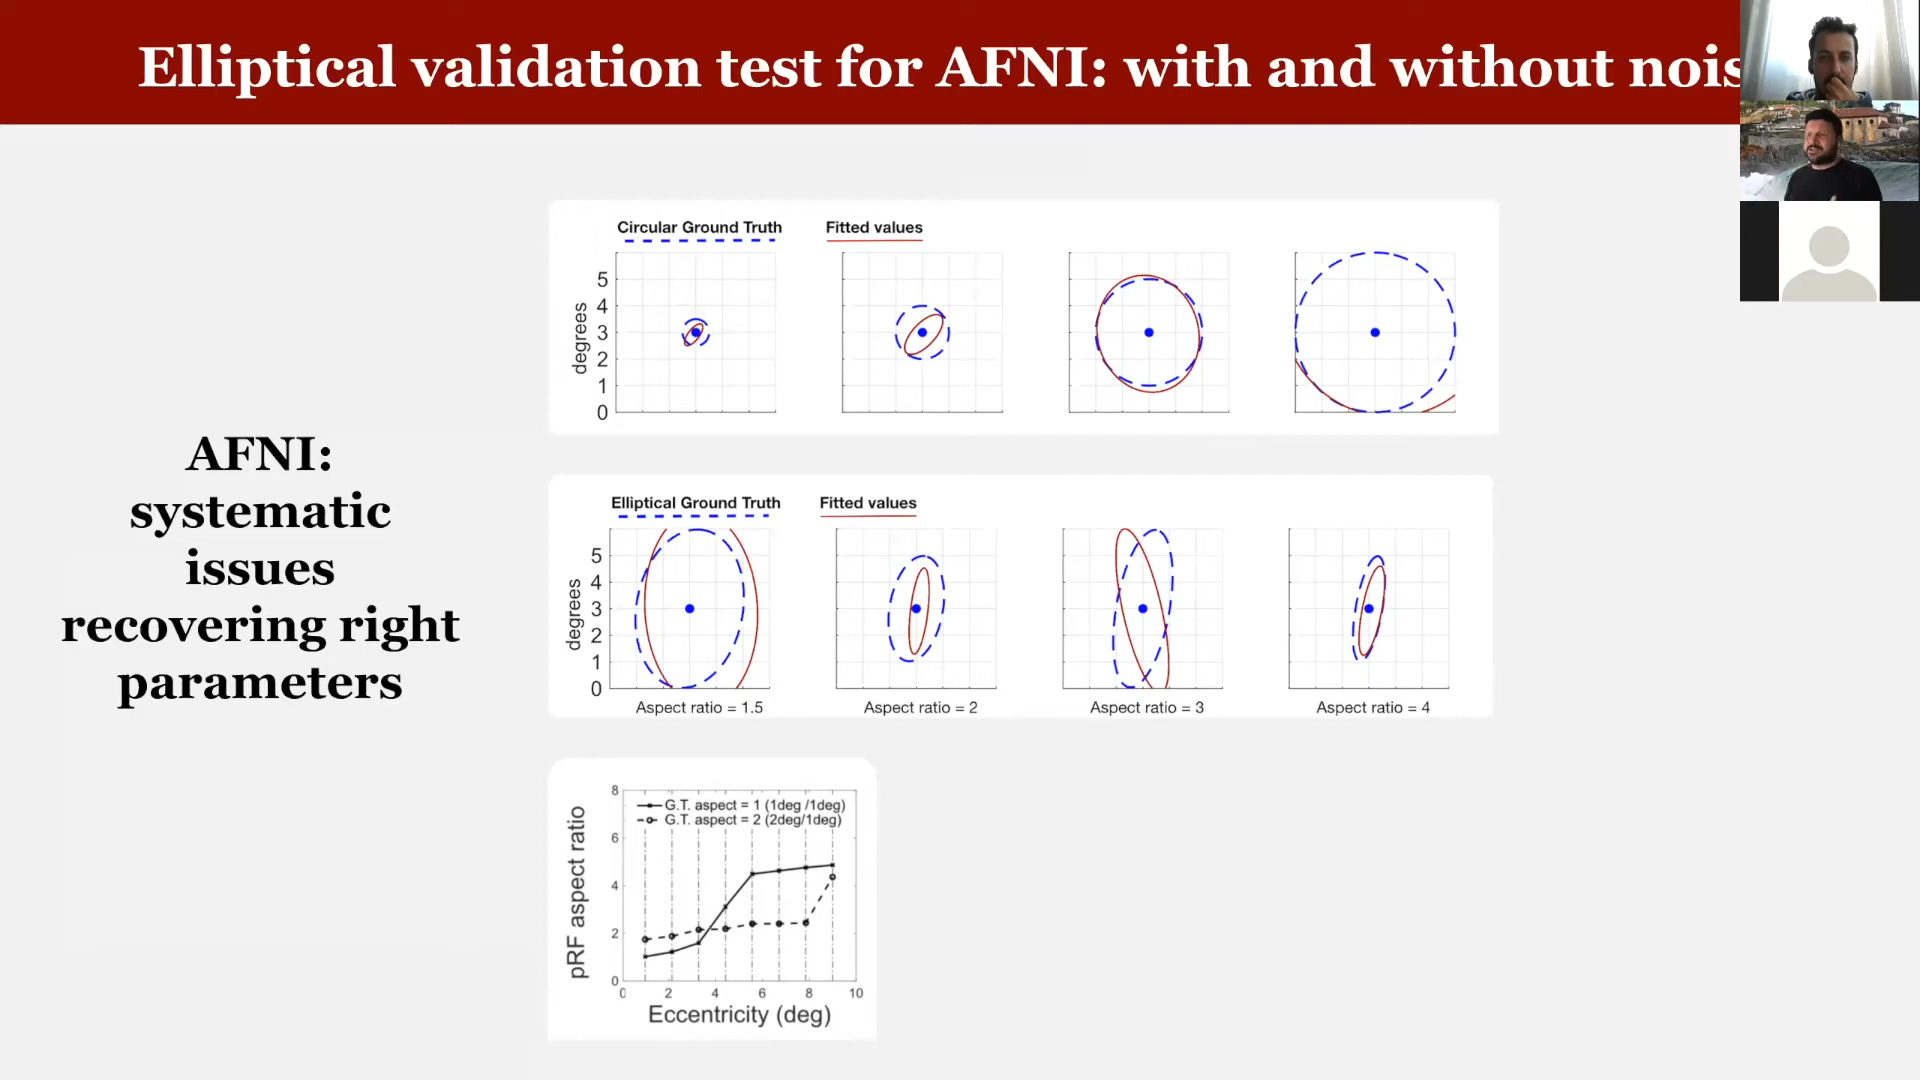 Elliptical validation test for AFNI: with and without nois
AFNI:
systematic
issues
recovering right
parameters
Circular Ground Truth
Fitted values
degrees
5
4
3
2
1
0
Elliptical Ground Truth
Fitted values
degrees
5
4
3
2
1
0
Aspect ratio = 1.5
Aspect ratio = 2
Aspect ratio = 3
Aspect ratio = 4
pRF aspect ratio
8
6
4
2
0
G.T. aspect = 1 (1deg /1deg)
G.T. aspect = 2 (2deg/1deg)
0 2 4 6 8 10
Eccentricity (deg)